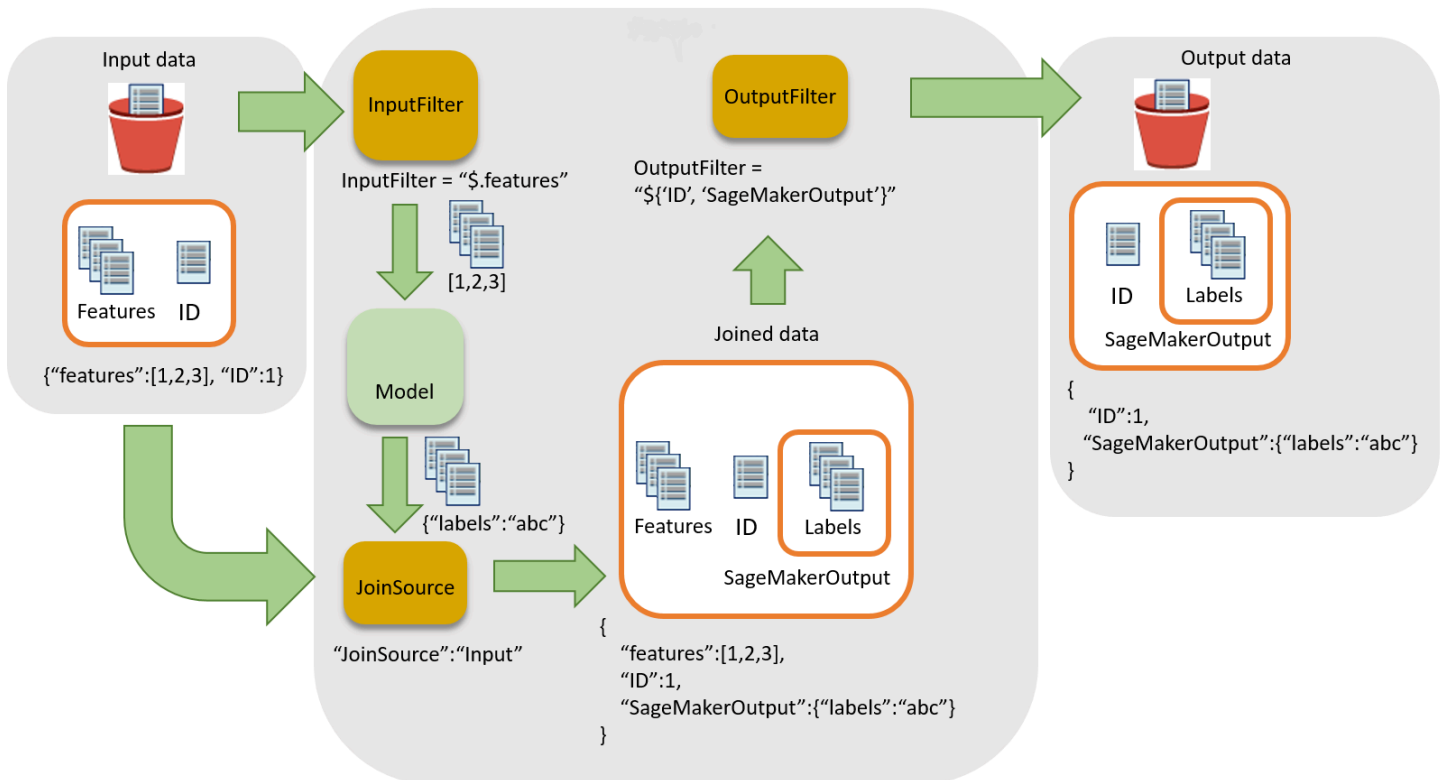 Input data
Features
ID
{“features”:[1,2,3], “ID”:1}
InputFilter
InputFilter = “$.features”
[1,2,3]
Model
{“labels”:“abc”}
JoinSource
“JoinSource”:“Input”
OutputFilter
OutputFilter =
“${‘ID’, ‘SageMakerOutput’}”
Joined data
Features
ID
Labels
SageMakerOutput
{
“features”:[1,2,3],
“ID”:1,
“SageMakerOutput”:{“labels”:“abc”}
}
Output data
ID
Labels
SageMakerOutput
{
“ID”:1,
“SageMakerOutput”:{“labels”:“abc”}
}